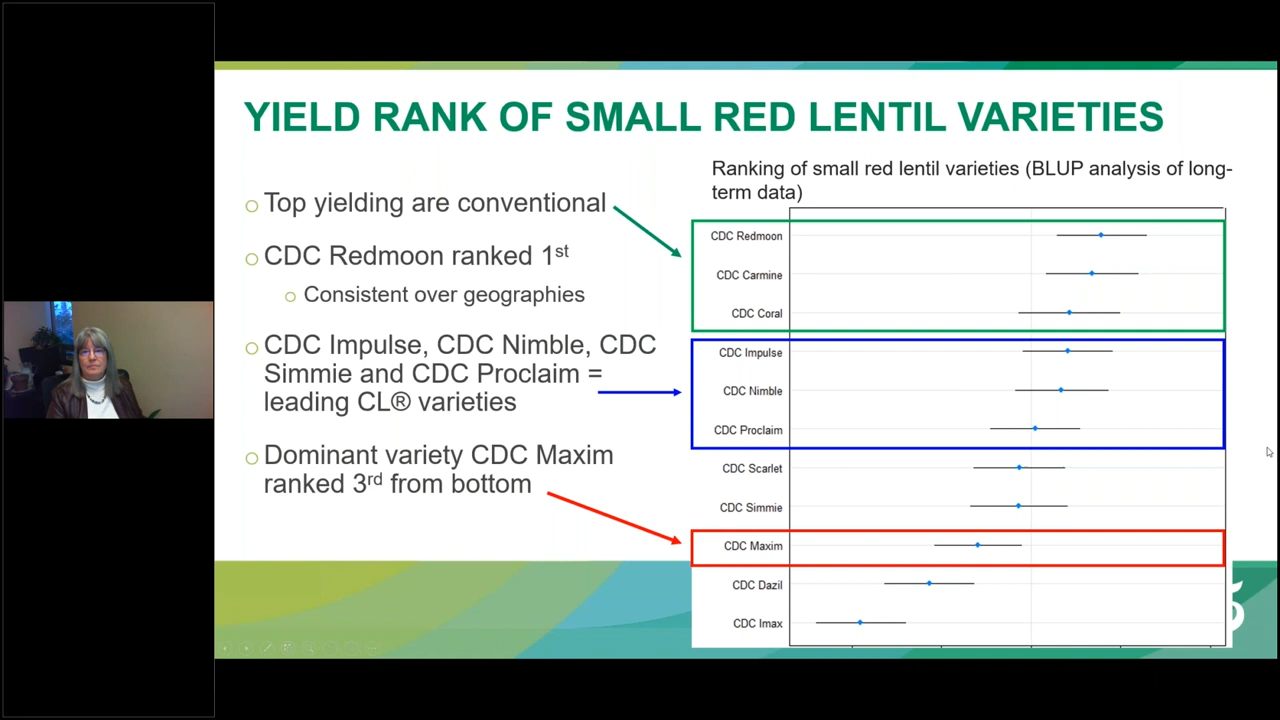 YIELD RANK OF SMALL RED LENTIL VARIETIES
Top yielding are conventional
CDC Redmoon ranked 1st
Consistent over geographies
CDC Impulse, CDC Nimble, CDC
Simmie and CDC Proclaim =
leading CL® varieties
Dominant variety CDC Maxim
ranked 3rd from bottom
Ranking of small red lentil varieties (BLUP analysis of long-
term data)
CDC Redmoon
CDC Carmine
CDC Coral
CDC Impulse
CDC Nimble
CDC Proclaim
CDC Scarlet
CDC Simmie
CDC Maxim
CDC Dazil
CDC Imax